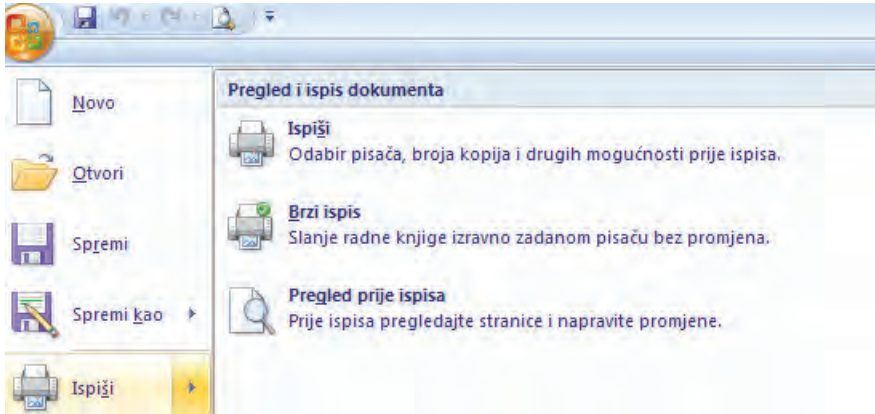 Novo
Otvori
Spremi
Spremi kao
Ispiši
Pregled i ispis dokumenta
Ispiši
Odabir pisača, broja kopija i drugih mogućnosti prije ispisa.
Brzi ispis
Slanje radne knjige izravno zadanom pisaču bez promjena.
Pregled prije ispisa
Prije ispisa pregledajte stranice i napravite promjene.